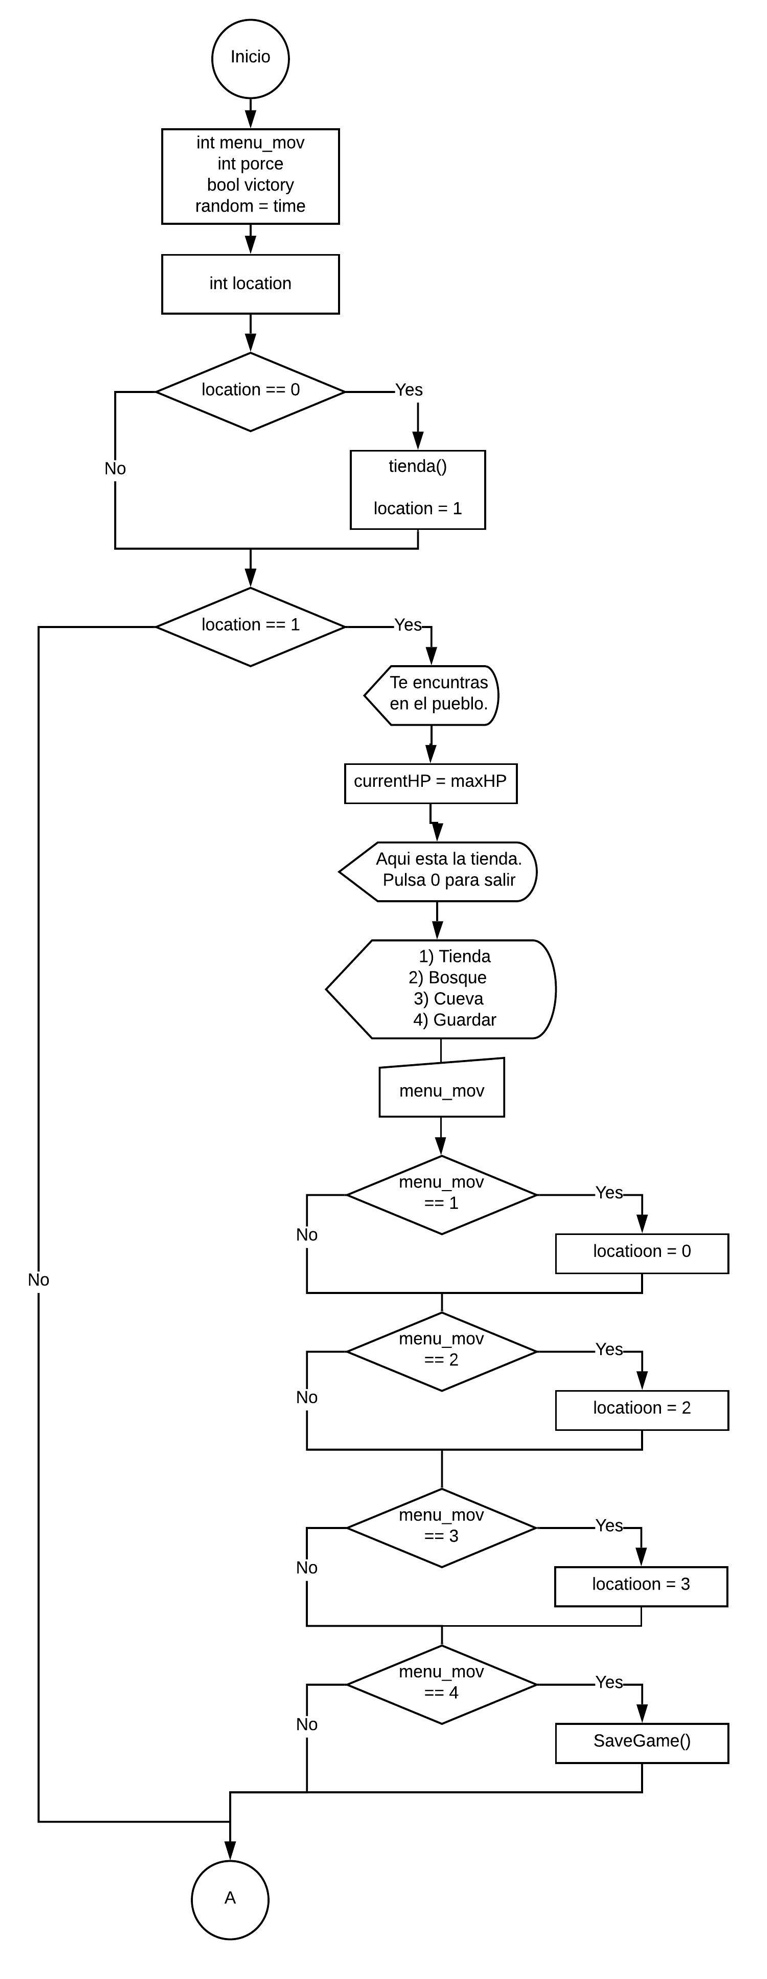 Inicio
int menu_mov
int porce
bool victory
random = time
int location
location == 0
Yes
No
tienda()
location = 1
location == 1
Yes
Te encuntras
en el pueblo.
currentHP = maxHP
Aqui esta la tienda.
Pulsa 0 para salir
1) Tienda
2) Bosque
3) Cueva
4) Guardar
menu_mov
menu_mov
== 1
Yes
No
locatioon = 0
No
menu_mov
== 2
Yes
No
locatioon = 2
menu_mov
== 3
Yes
No
locatioon = 3
menu_mov
== 4
Yes
No
SaveGame()
A